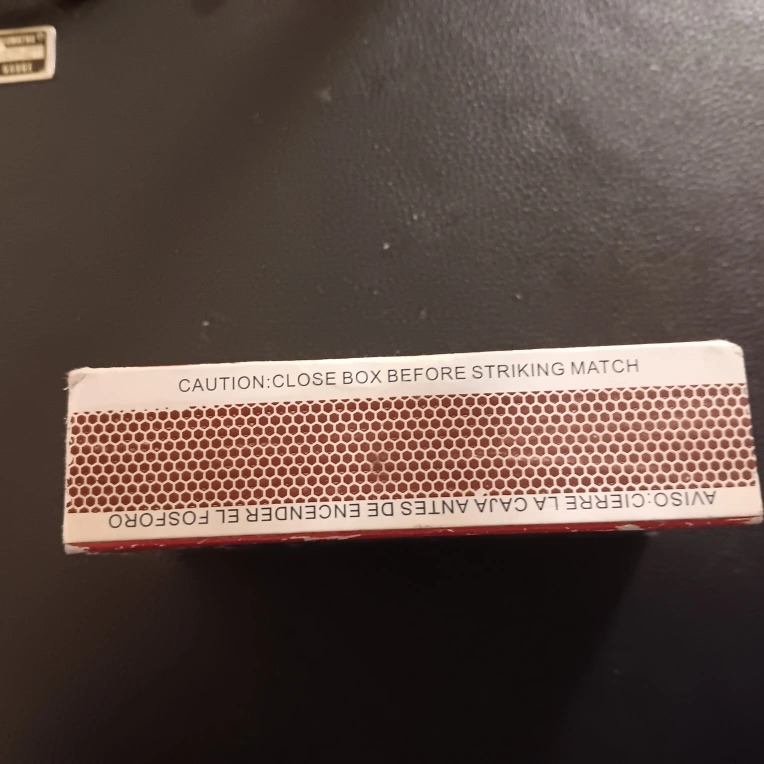 CAUTION:CLOSE BOX BEFORE STRIKING MATCH
AVISO:CIERRE LA CAJA ANTES DE ENCENDER EL FOSFORO